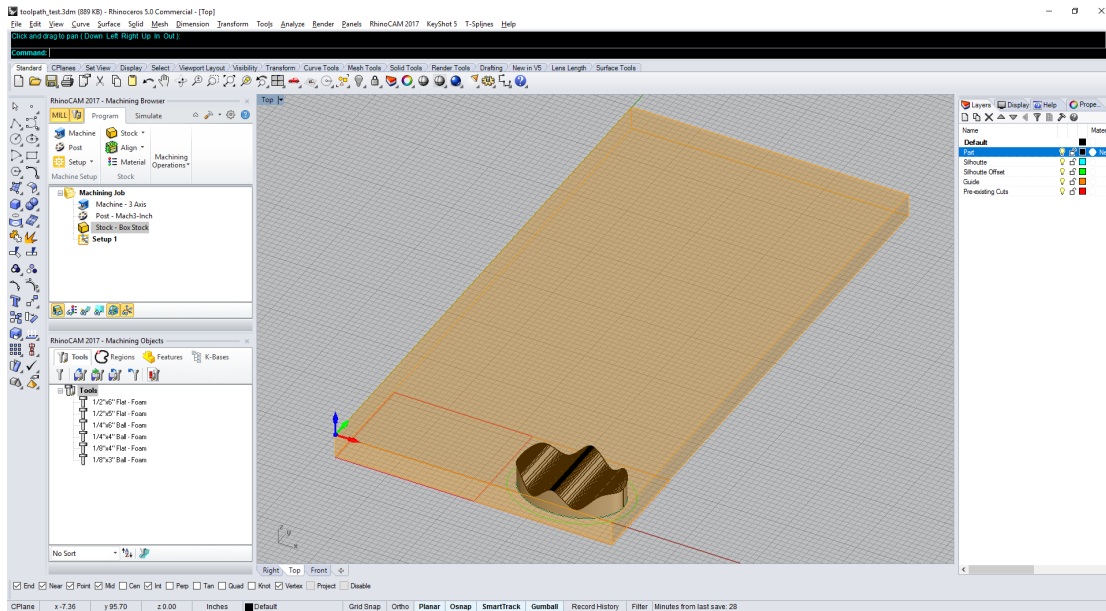 toolpath_test.3dm (889 KB) - Rhinoceros 5.0 Commercial - [Top]
File Edit View Curve Surface Solid Mesh Dimension Transform Tools Analyze Render Panels RhinoCAM 2017 KeyShot 5 T-Splines Help
Click and drag to pan ( Down Left Right Up In Out ):
Command:
Standard CPlanes Set View Display Select Viewport Layout Visibility Transform Curve Tools Mesh Tools Solid Tools Render Tools Drafting New in V5 Lens Length Surface Tools
RhinoCAM 2017 - Machining Browser
MILL Program Simulate
Machine Stock
Post Align
Setup Material
Machining Operations
Machine Setup Stock
Machining Job
Machine - 3 Axis
Post - Mach3-Inch
Stock - Box Stock
Setup 1
RhinoCAM 2017 - Machining Objects
Tools Regions Features K-Bases
Tools
1/2"x6" Flat - Foam
1/2"x5" Flat - Foam
1/4"x6" Ball - Foam
1/4"x4" Ball - Foam
1/8"x4" Flat - Foam
1/8"x3" Ball - Foam
No Sort
Top
z y x
Right Top Front
Layers Display Help Prope...
Name Mater
Default
Part Ne
Silhoutte
Silhoutte Offset
Guide
Pre-existing Cuts
End Near Point Mid Cen Int Perp Tan Quad Knot Vertex Project Disable
CPlane x -7.36 y 95.70 z 0.00 Inches Default Grid Snap Ortho Planar Osnap SmartTrack Gumball Record History Filter Minutes from last save: 28